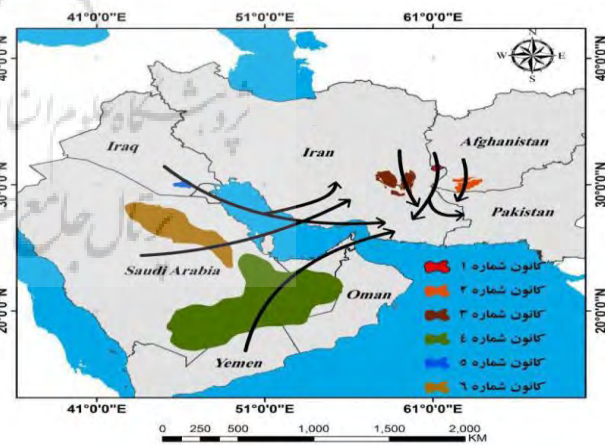 41°0'0"E 51°0'0"E 61°0'0"E
N
W E
S
40°0'0"N 40°0'0"N
Iraq Iran Afghanistan
30°0'0"N 30°0'0"N
Pakistan
Saudi Arabia
Oman
20°0'0"N 20°0'0"N
Yemen
کانون شماره ۱
کانون شماره ۲
کانون شماره ۳
کانون شماره ٤
کانون شماره ۵
کانون شماره ۶
41°0'0"E 51°0'0"E 61°0'0"E
0 250 500 1,000 1,500 2,000
KM